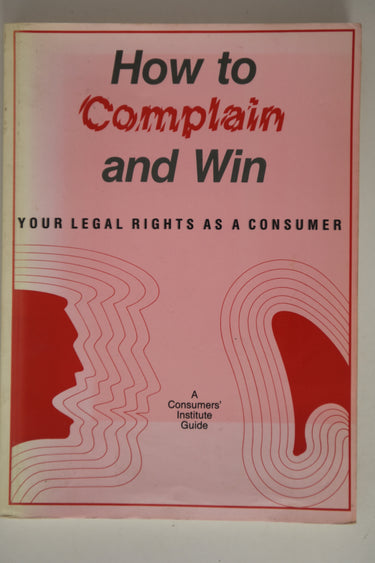 How to
Complain
and Win
YOUR LEGAL RIGHTS AS A CONSUMER
A
Consumers'
Institute
Guide